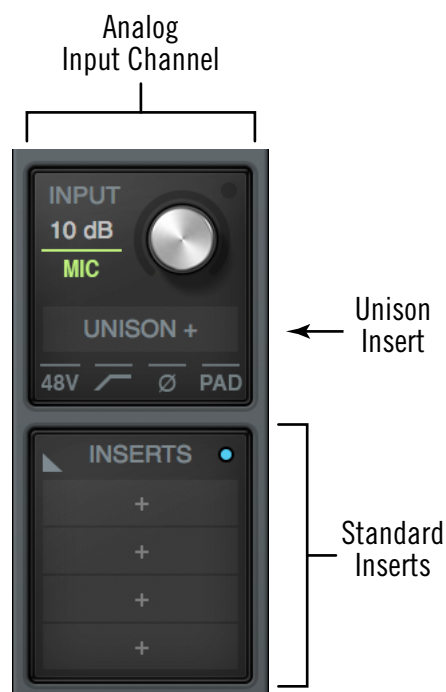 Analog
Input Channel
INPUT
10 dB
MIC
UNISON +
48V Ø PAD
Unison
Insert
INSERTS
+
+
+
+
Standard
Inserts